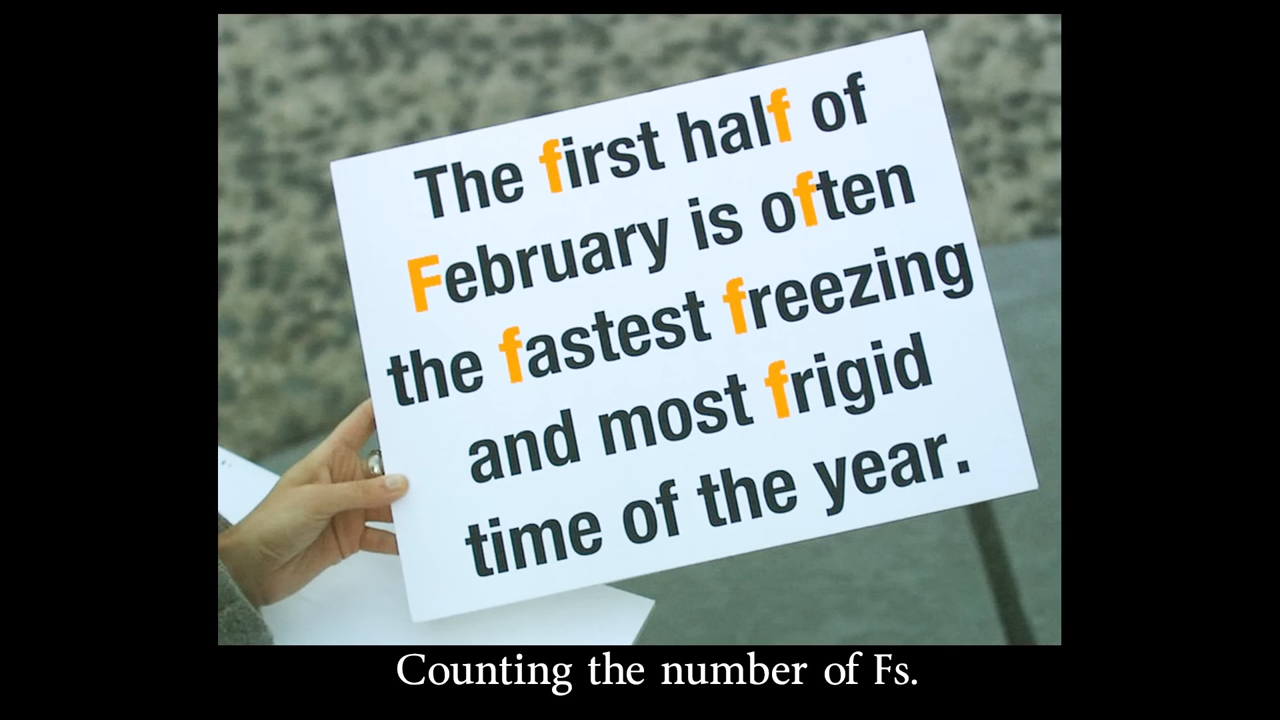 The first half of
February is often
the fastest freezing
and most frigid
time of the year.
Counting the number of Fs.